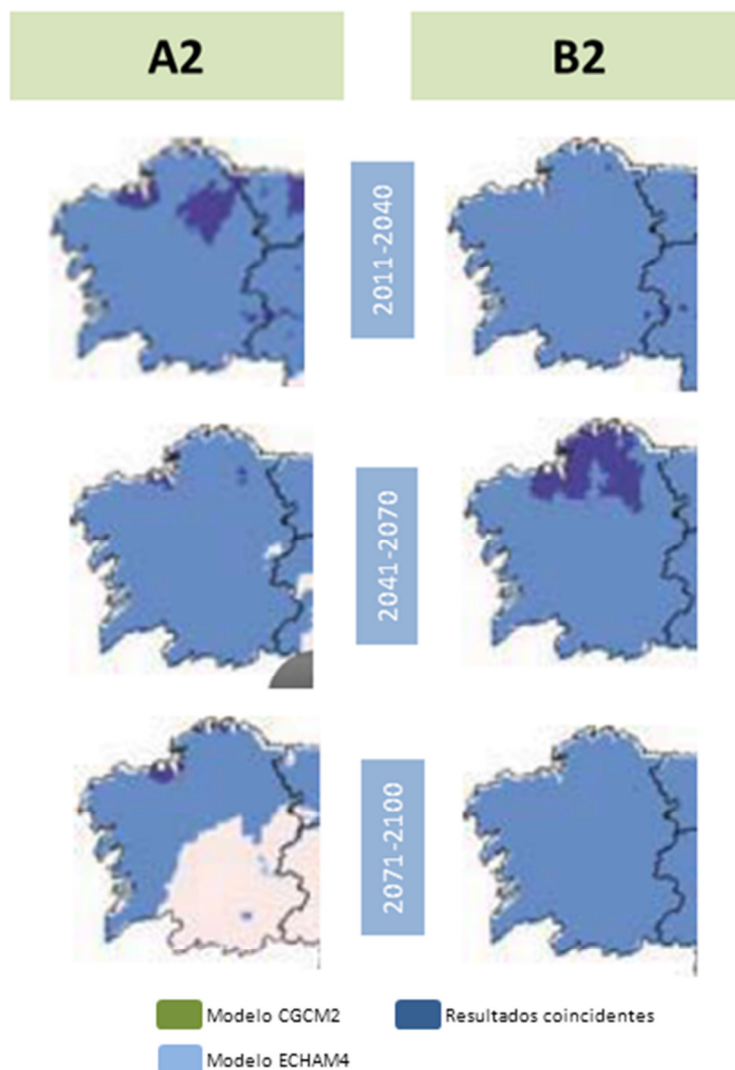 A2
B2
2011-2040
2041-2070
2071-2100
Modelo CGCM2
Resultados coincidentes
Modelo ECHAM4